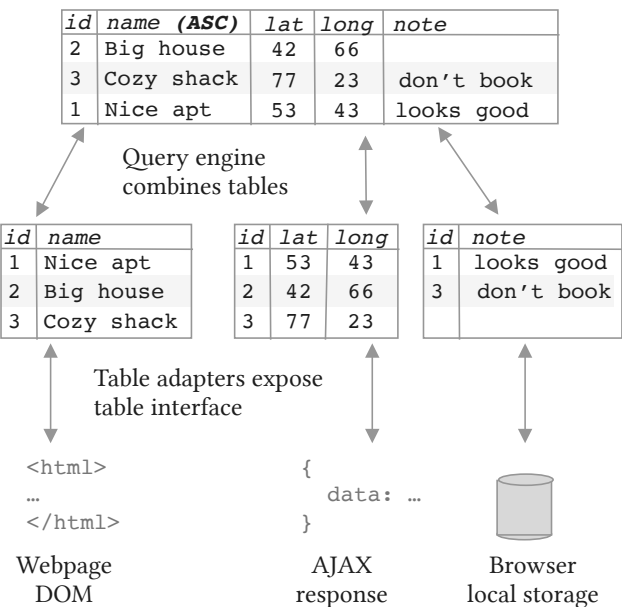 id name (ASC) lat long note
2 Big house 42 66
3 Cozy shack 77 23 don't book
1 Nice apt 53 43 looks good
Query engine
combines tables
id name
1 Nice apt
2 Big house
3 Cozy shack
id lat long
1 53 43
2 42 66
3 77 23
id note
1 looks good
3 don't book
Table adapters expose
table interface
<html>
…
</html>
{
data: …
}
Webpage
DOM
AJAX
response
Browser
local storage